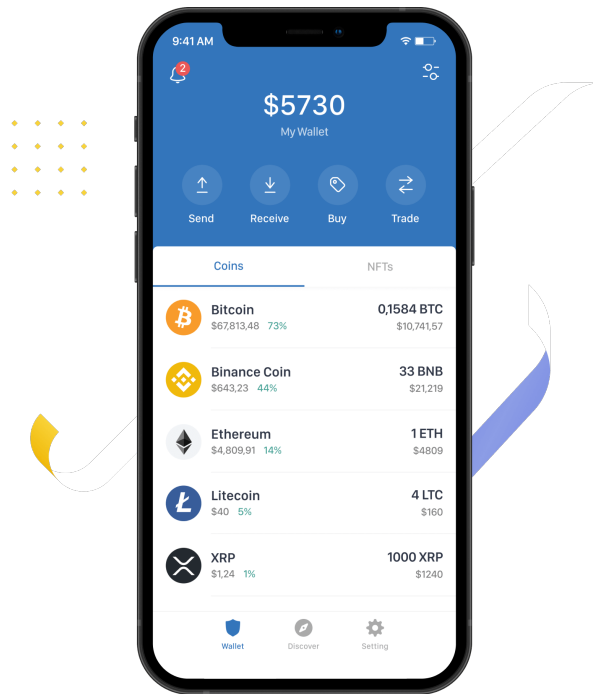 9:41 AM
2
$5730
My Wallet
Send Receive Buy Trade
Coins NFTs
Bitcoin 0,1584 BTC
$67,813,48 73% $10,741,57
Binance Coin 33 BNB
$643,23 44% $21,219
Ethereum 1 ETH
$4,809,91 14% $4809
Litecoin 4 LTC
$40 5% $160
XRP 1000 XRP
$1,24 1% $1240
Wallet Discover Setting